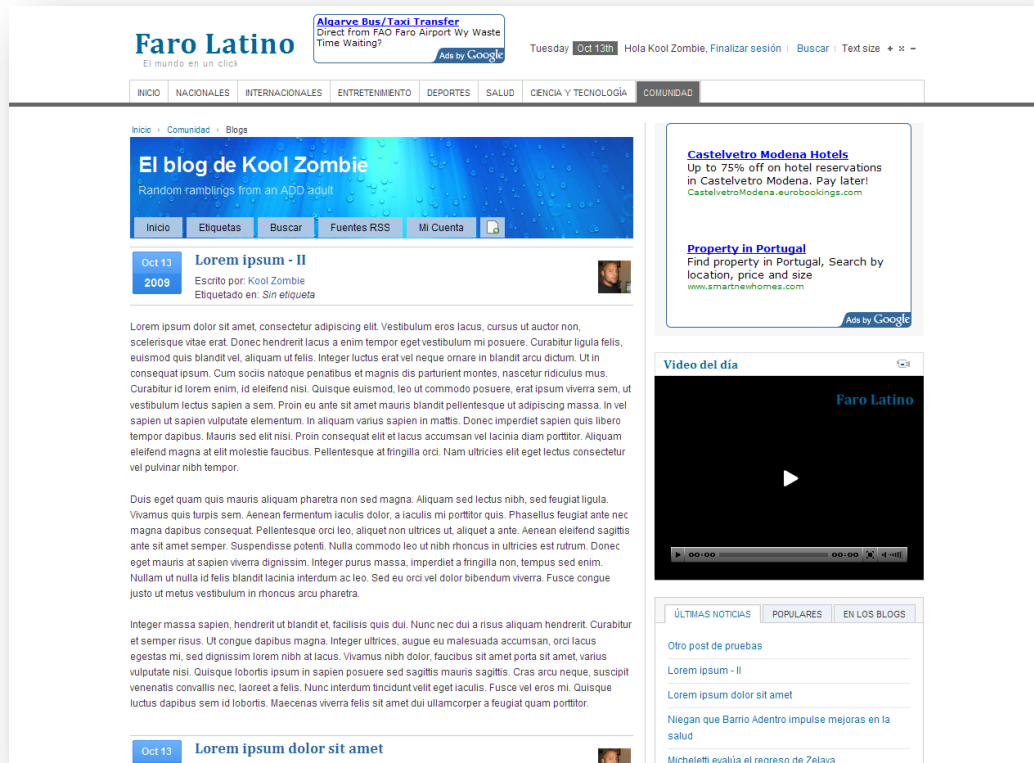 Faro Latino
El mundo en un click
Algarve Bus/Taxi Transfer
Direct from FAO Faro Airport Wy Waste
Time Waiting?
Ads by Google
Tuesday Oct 13th Hola Kool Zombie, Finalizar sesión Buscar Text size + × −
INICIO NACIONALES INTERNACIONALES ENTRETENIMIENTO DEPORTES SALUD CIENCIA Y TECNOLOGÍA COMUNIDAD
Inicio Comunidad Blogs
El blog de Kool Zombie
Random ramblings from an ADD adult
Inicio Etiquetas Buscar Fuentes RSS Mi Cuenta
Oct 13
2009
Lorem ipsum - II
Escrito por: Kool Zombie
Etiquetado en: Sin etiqueta
Lorem ipsum dolor sit amet, consectetur adipiscing elit. Vestibulum eros lacus, cursus ut auctor non,
scelerisque vitae erat. Donec hendrerit lacus a enim tempor eget vestibulum mi posuere. Curabitur ligula felis,
euismod quis blandit vel, aliquam ut felis. Integer luctus erat vel neque ornare in blandit arcu dictum. Ut in
consequat ipsum. Cum sociis natoque penatibus et magnis dis parturient montes, nascetur ridiculus mus.
Curabitur id lorem enim, id eleifend nisi. Quisque euismod, leo ut commodo posuere, erat ipsum viverra sem, ut
vestibulum lectus sapien a sem. Proin eu ante sit amet mauris blandit pellentesque ut adipiscing massa. In vel
sapien ut sapien vulputate elementum. In aliquam varius sapien in mattis. Donec imperdiet sapien quis libero
tempor dapibus. Mauris sed elit nisi. Proin consequat elit et lacus accumsan vel lacinia diam porttitor. Aliquam
eleifend magna at elit molestie faucibus. Pellentesque at fringilla orci. Nam ultricies elit eget lectus consectetur
vel pulvinar nibh tempor.
Duis eget quam quis mauris aliquam pharetra non sed magna. Aliquam sed lectus nibh, sed feugiat ligula.
Vivamus quis turpis sem. Aenean fermentum iaculis dolor, a iaculis mi porttitor quis. Phasellus feugiat ante nec
magna dapibus consequat. Pellentesque orci leo, aliquet non ultrices ut, aliquet a ante. Aenean eleifend sagittis
ante sit amet semper. Suspendisse potenti. Nulla commodo leo ut nibh rhoncus in ultricies est rutrum. Donec
eget mauris at sapien viverra dignissim. Integer purus massa, imperdiet a fringilla non, tempus sed enim.
Nullam ut nulla id felis blandit lacinia interdum ac leo. Sed eu orci vel dolor bibendum viverra. Fusce congue
justo ut metus vestibulum in rhoncus arcu pharetra.
Integer massa sapien, hendrerit ut blandit et, facilisis quis dui. Nunc nec dui a risus aliquam hendrerit. Curabitur
et semper risus. Ut congue dapibus magna. Integer ultrices, augue eu malesuada accumsan, orci lacus
egestas mi, sed dignissim lorem nibh at lacus. Vivamus nibh dolor, faucibus sit amet porta sit amet, varius
vulputate nisi. Quisque lobortis ipsum in sapien posuere sed sagittis mauris sagittis. Cras arcu neque, suscipit
venenatis convallis nec, laoreet a felis. Nunc interdum tincidunt velit eget iaculis. Fusce vel eros mi. Quisque
luctus dapibus sem id lobortis. Maecenas viverra felis sit amet dui ullamcorper a feugiat quam porttitor.
Oct 13
Lorem ipsum dolor sit amet
Castelvetro Modena Hotels
Up to 75% off on hotel reservations
in Castelvetro Modena. Pay later!
CastelvetroModena.eurobookings.com
Property in Portugal
Find property in Portugal, Search by
location, price and size
www.smartnewhomes.com
Ads by Google
Video del día
Faro Latino
00:00 00:00
ÚLTIMAS NOTICIAS POPULARES EN LOS BLOGS
Otro post de pruebas
Lorem ipsum - II
Lorem ipsum dolor sit amet
Niegan que Barrio Adentro impulse mejoras en la
salud
Micheletti evalúa el regreso de Zelaya